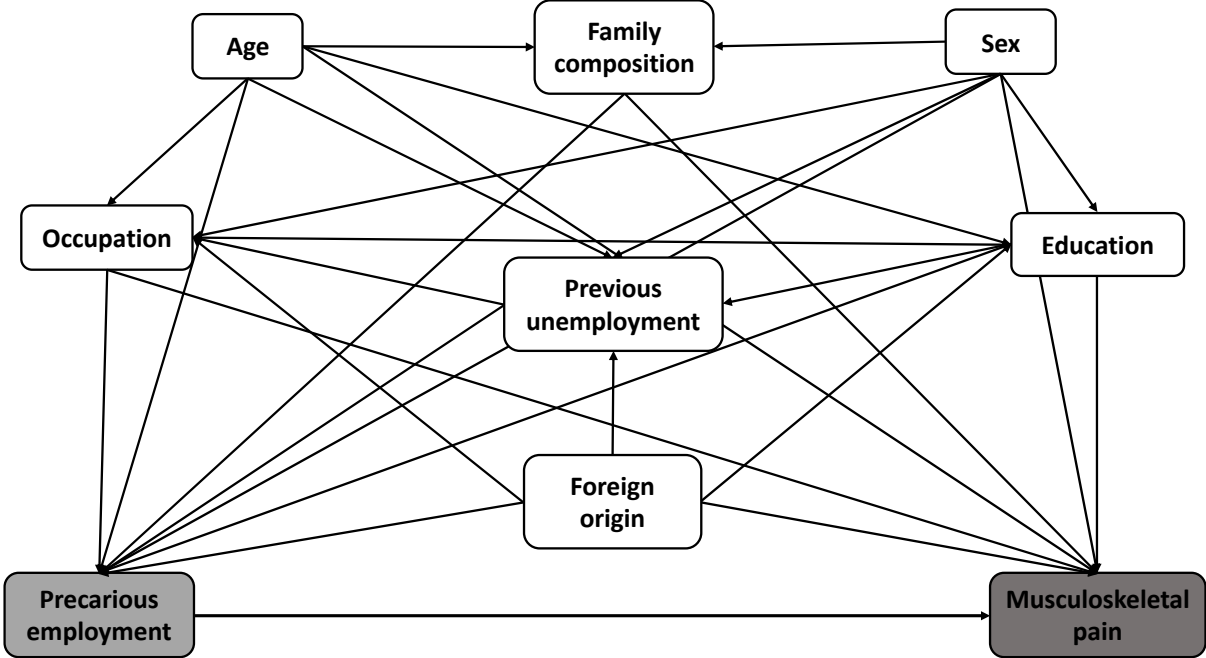 Age
Family
composition
Sex
Occupation
Education
Previous
unemployment
Foreign
origin
Precarious
employment
Musculoskeletal
pain